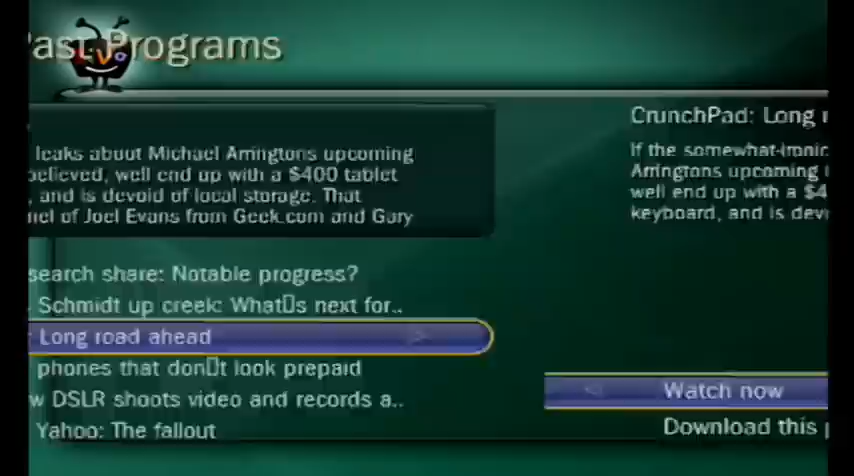 Past Programs
leaks about Michael Arringtons upcoming
believed, well end up with a $400 tablet
, and is devoid of local storage. That
nel of Joel Evans from Geek.com and Gary
search share: Notable progress?
Schmidt up creek: What▯s next for..
Long road ahead
phones that don▯t look prepaid
w DSLR shoots video and records a..
Yahoo: The fallout
CrunchPad: Long r
If the somewhat-ironic
Arringtons upcoming
well end up with a $4
keyboard, and is dev
Watch now
Download this p